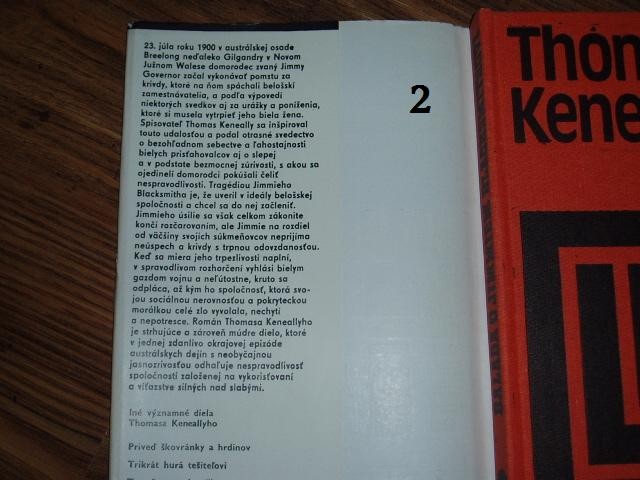 23. júla roku 1900 v austrálskej osade
Breelong neďaleko Gilgandry v Novom
Južnom Walese domorodec zvaný Jimmy
Governor začal vykonávať pomstu za
krivdy, ktoré na ňom spáchali belošskí
zamestnávatelia, a podľa výpovedí
niektorých svedkov aj za urážky a poníženia,
ktoré si musela vytrpieť jeho biela žena.
Spisovateľ Thomas Keneally sa inšpiroval
touto udalosťou a podal otrasné svedectvo
o bezohľadnom sebectve a ľahostajnosti
bielych prisťahovalcov aj o slepej
a v podstate bezmocnej zúrivosti, s akou sa
ojedinelí domorodci pokúšali čeliť
nespravodlivosti. Tragédiou Jimmieho
Blacksmitha je, že uveril v ideály belošskej
spoločnosti a chcel sa do nej začleniť.
Jimmieho úsilie sa však celkom zákonite
končí rozčarovaním, ale Jimmie na rozdiel
od väčšiny svojich súkmeňovcov neprijíma
neúspech a krivdy s trpnou odovzdanosťou.
Keď sa miera jeho trpezlivosti naplní,
v spravodlivom rozhorčení vyhlási bielym
gazdom vojnu a neľútostne, kruto sa
odpláca, až kým ho spoločnosť, ktorá svo-
jou sociálnou nerovnosťou a pokryteckou
morálkou celé zlo vyvolala, nechytí
a nepotresce. Román Thomasa Keneallyho
je strhujúce a zároveň múdre dielo, ktoré
v jednej zdanlivo okrajovej epizóde
austrálskych dejín s neobyčajnou
jasnozrivosťou odhaľuje nespravodlivosť
spoločnosti založenej na vykorisťovaní
a víťazstve silných nad slabými.
Iné významné diela
Thomasa Keneallyho
Priveď škovránky a hrdinov
Trikrát hurá tešiteľovi
2
Thom
Kene